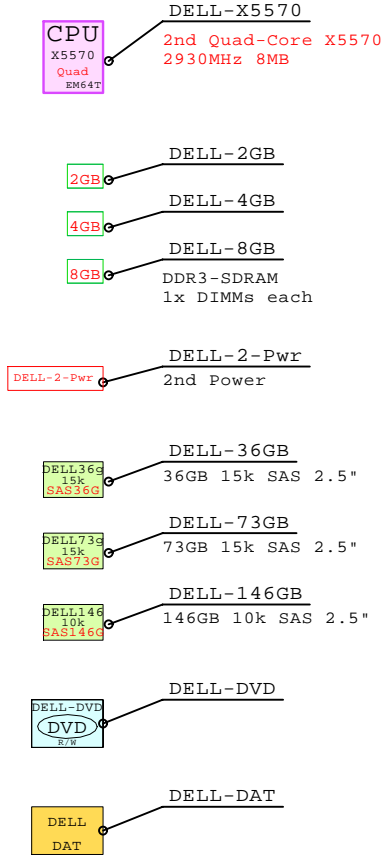 DELL-X5570
CPU
X5570
Quad
EM64T
2nd Quad-Core X5570
2930MHz 8MB
DELL-2GB
2GB
DELL-4GB
4GB
DELL-8GB
8GB
DDR3-SDRAM
1x DIMMs each
DELL-2-Pwr
DELL-2-Pwr
2nd Power
DELL-36GB
DELL36g
15k
SAS36G
36GB 15k SAS 2.5"
DELL-73GB
DELL73g
15k
SAS73G
73GB 15k SAS 2.5"
DELL-146GB
DELL146
10k
SAS146G
146GB 10k SAS 2.5"
DELL-DVD
DELL-DVD
DVD
R/W
DELL-DAT
DELL
DAT